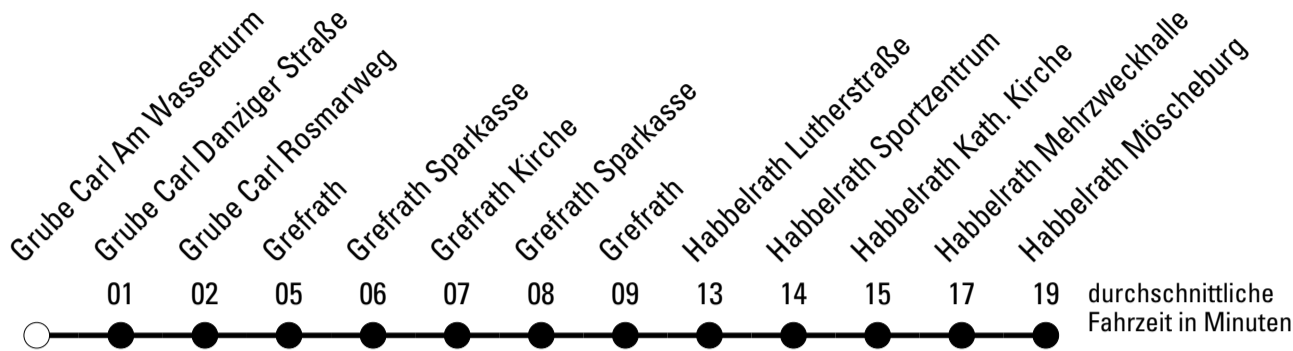 Grube Carl Am Wasserturm
Grube Carl Danziger Straße
Grube Carl Rosmarweg
Grefrath
Grefrath Sparkasse
Grefrath Kirche
Grefrath Sparkasse
Grefrath
Habbelrath Lutherstraße
Habbelrath Sportzentrum
Habbelrath Kath. Kirche
Habbelrath Mehrzweckhalle
Habbelrath Möscheburg
01 02 05 06 07 08 09 13 14 15 17 19
durchschnittliche
Fahrzeit in Minuten